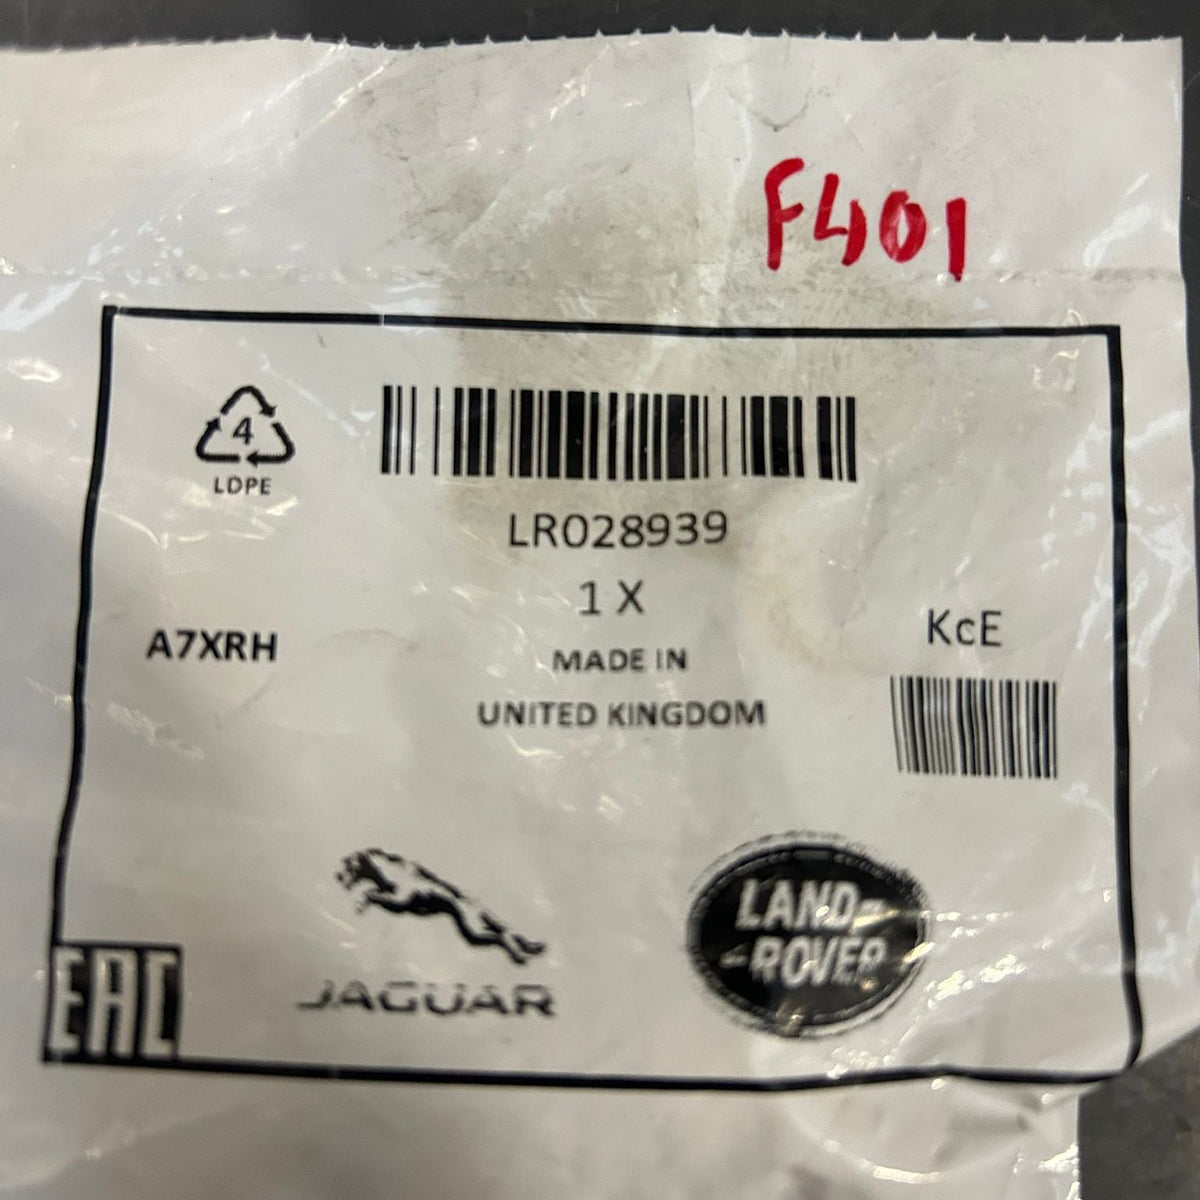 F401
4
LDPE
LR028939
1 X
A7XRH
MADE IN
UNITED KINGDOM
KcE
JAGUAR
LAND-
-ROVER
EAC